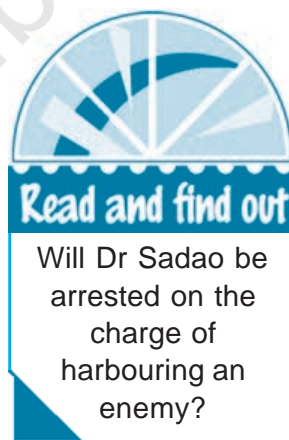 Read and find out
Will Dr Sadao be
arrested on the
charge of
harbouring an
enemy?